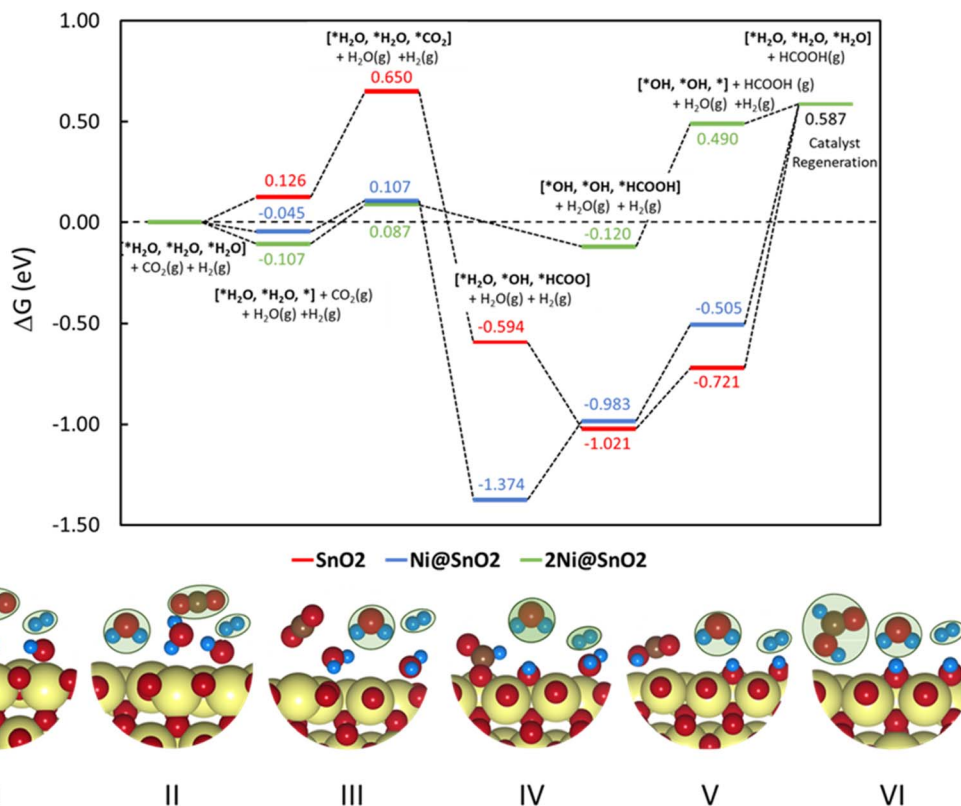 1.00
0.50
0.00
-0.50
-1.00
-1.50
ΔG (eV)
[*H₂O, *H₂O, *CO₂]
+ H₂O(g) +H₂(g)
0.650
[*H₂O, *H₂O, *H₂O]
+ HCOOH(g)
[*OH, *OH, *] + HCOOH (g)
+ H₂O(g) +H₂(g)
0.490
0.587
Catalyst
Regeneration
0.126
-0.045
-0.107
0.107
0.087
[*OH, *OH, *HCOOH]
+ H₂O(g) + H₂(g)
-0.120
*H₂O, *H₂O, *H₂O]
+ CO₂(g) + H₂(g)
[*H₂O, *H₂O, *] + CO₂(g)
+ H₂O(g) +H₂(g)
[*H₂O, *OH, *HCOO]
+ H₂O(g) + H₂(g)
-0.594
-0.505
-0.721
-0.983
-1.021
-1.374
SnO2 Ni@SnO2 2Ni@SnO2
II III IV V VI